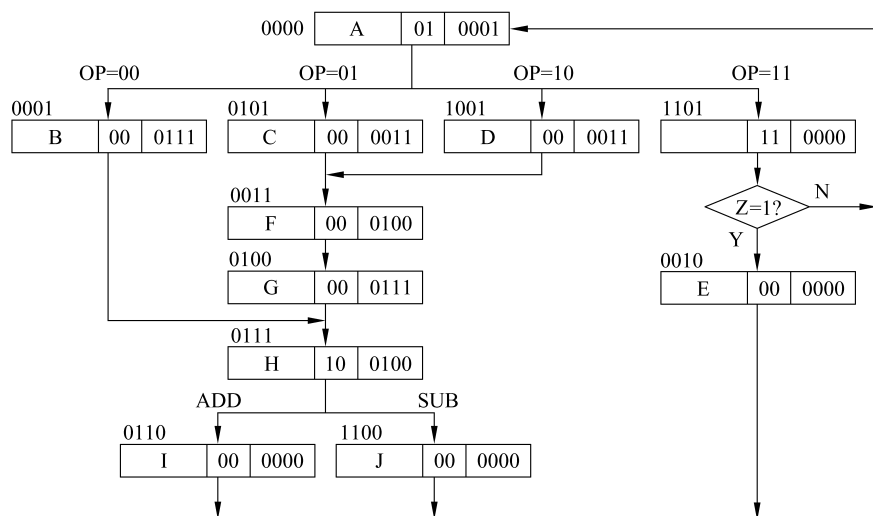 0000 A 01 0001
OP=00 OP=01 OP=10 OP=11
0001 0101 1001 1101
B 00 0111 C 00 0011 D 00 0011 11 0000
0011
Z=1? N
F 00 0100
Y
0100 0010
G 00 0111 E 00 0000
0111
H 10 0100
ADD SUB
0110 1100
I 00 0000 J 00 0000